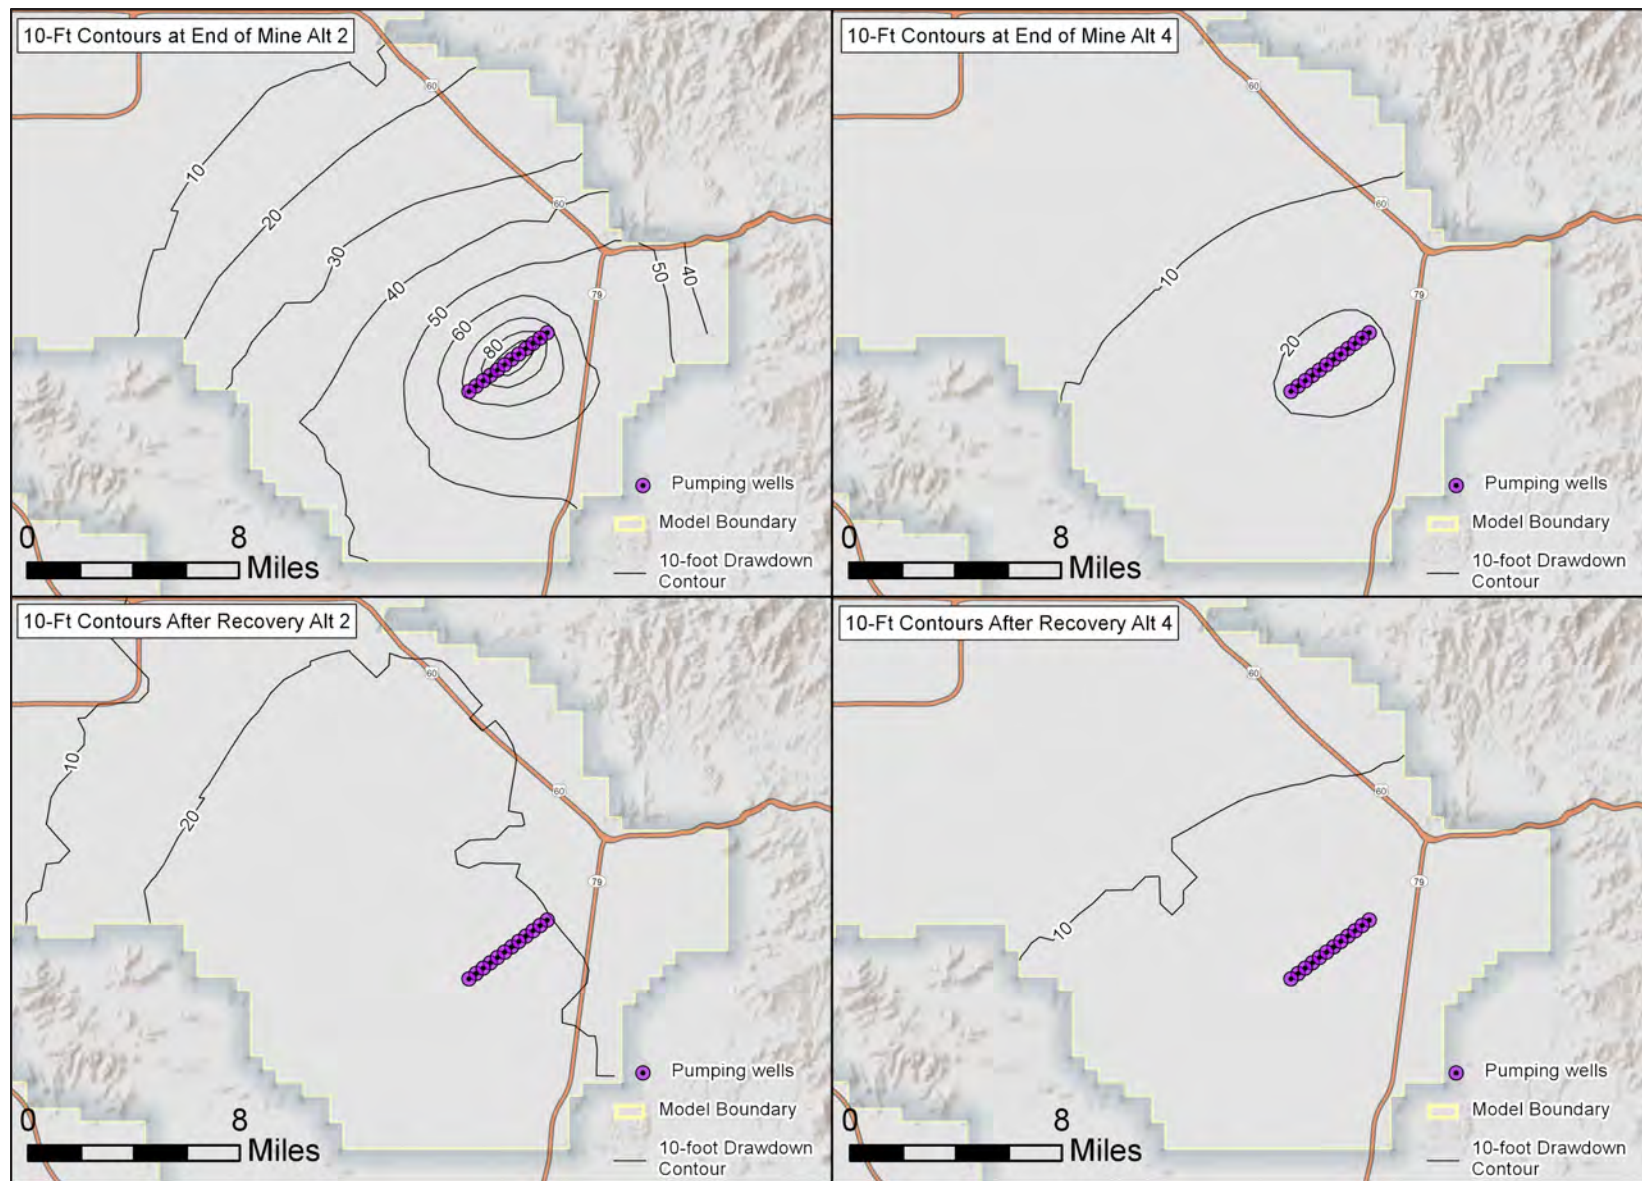 10-Ft Contours at End of Mine Alt 2
60
10
20
60
30
50
40
40
79
50
60
80
Pumping wells
0
8
Model Boundary
Miles
10-foot Drawdown
Contour
10-Ft Contours at End of Mine Alt 4
60
60
10
79
20
Pumping wells
0
8
Model Boundary
Miles
10-foot Drawdown
Contour
10-Ft Contours After Recovery Alt 2
60
10
60
20
79
Pumping wells
0
8
Model Boundary
Miles
10-foot Drawdown
Contour
10-Ft Contours After Recovery Alt 4
60
60
79
10
Pumping wells
0
8
Model Boundary
Miles
10-foot Drawdown
Contour